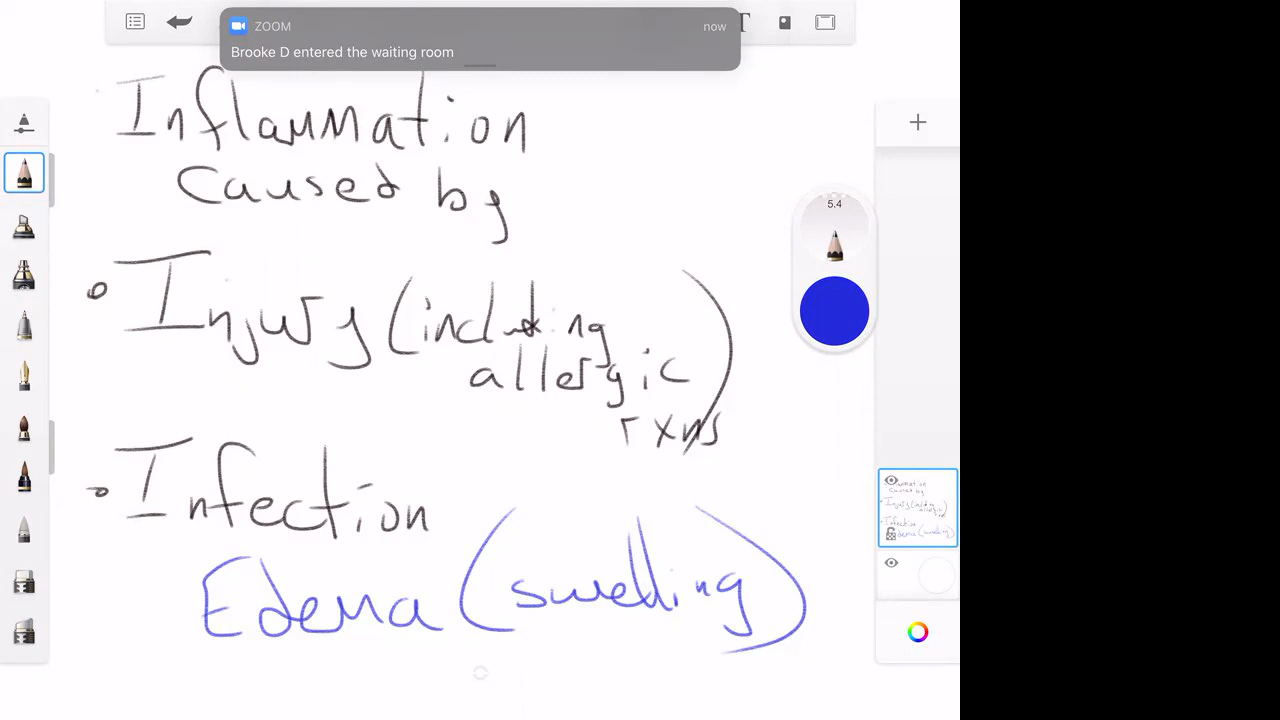 ZOOM
now
Brooke D entered the waiting room
T
Inflammation
Caused by
5.4
• Injury (including
allergic
rxns)
• Infection
Edema (swelling)